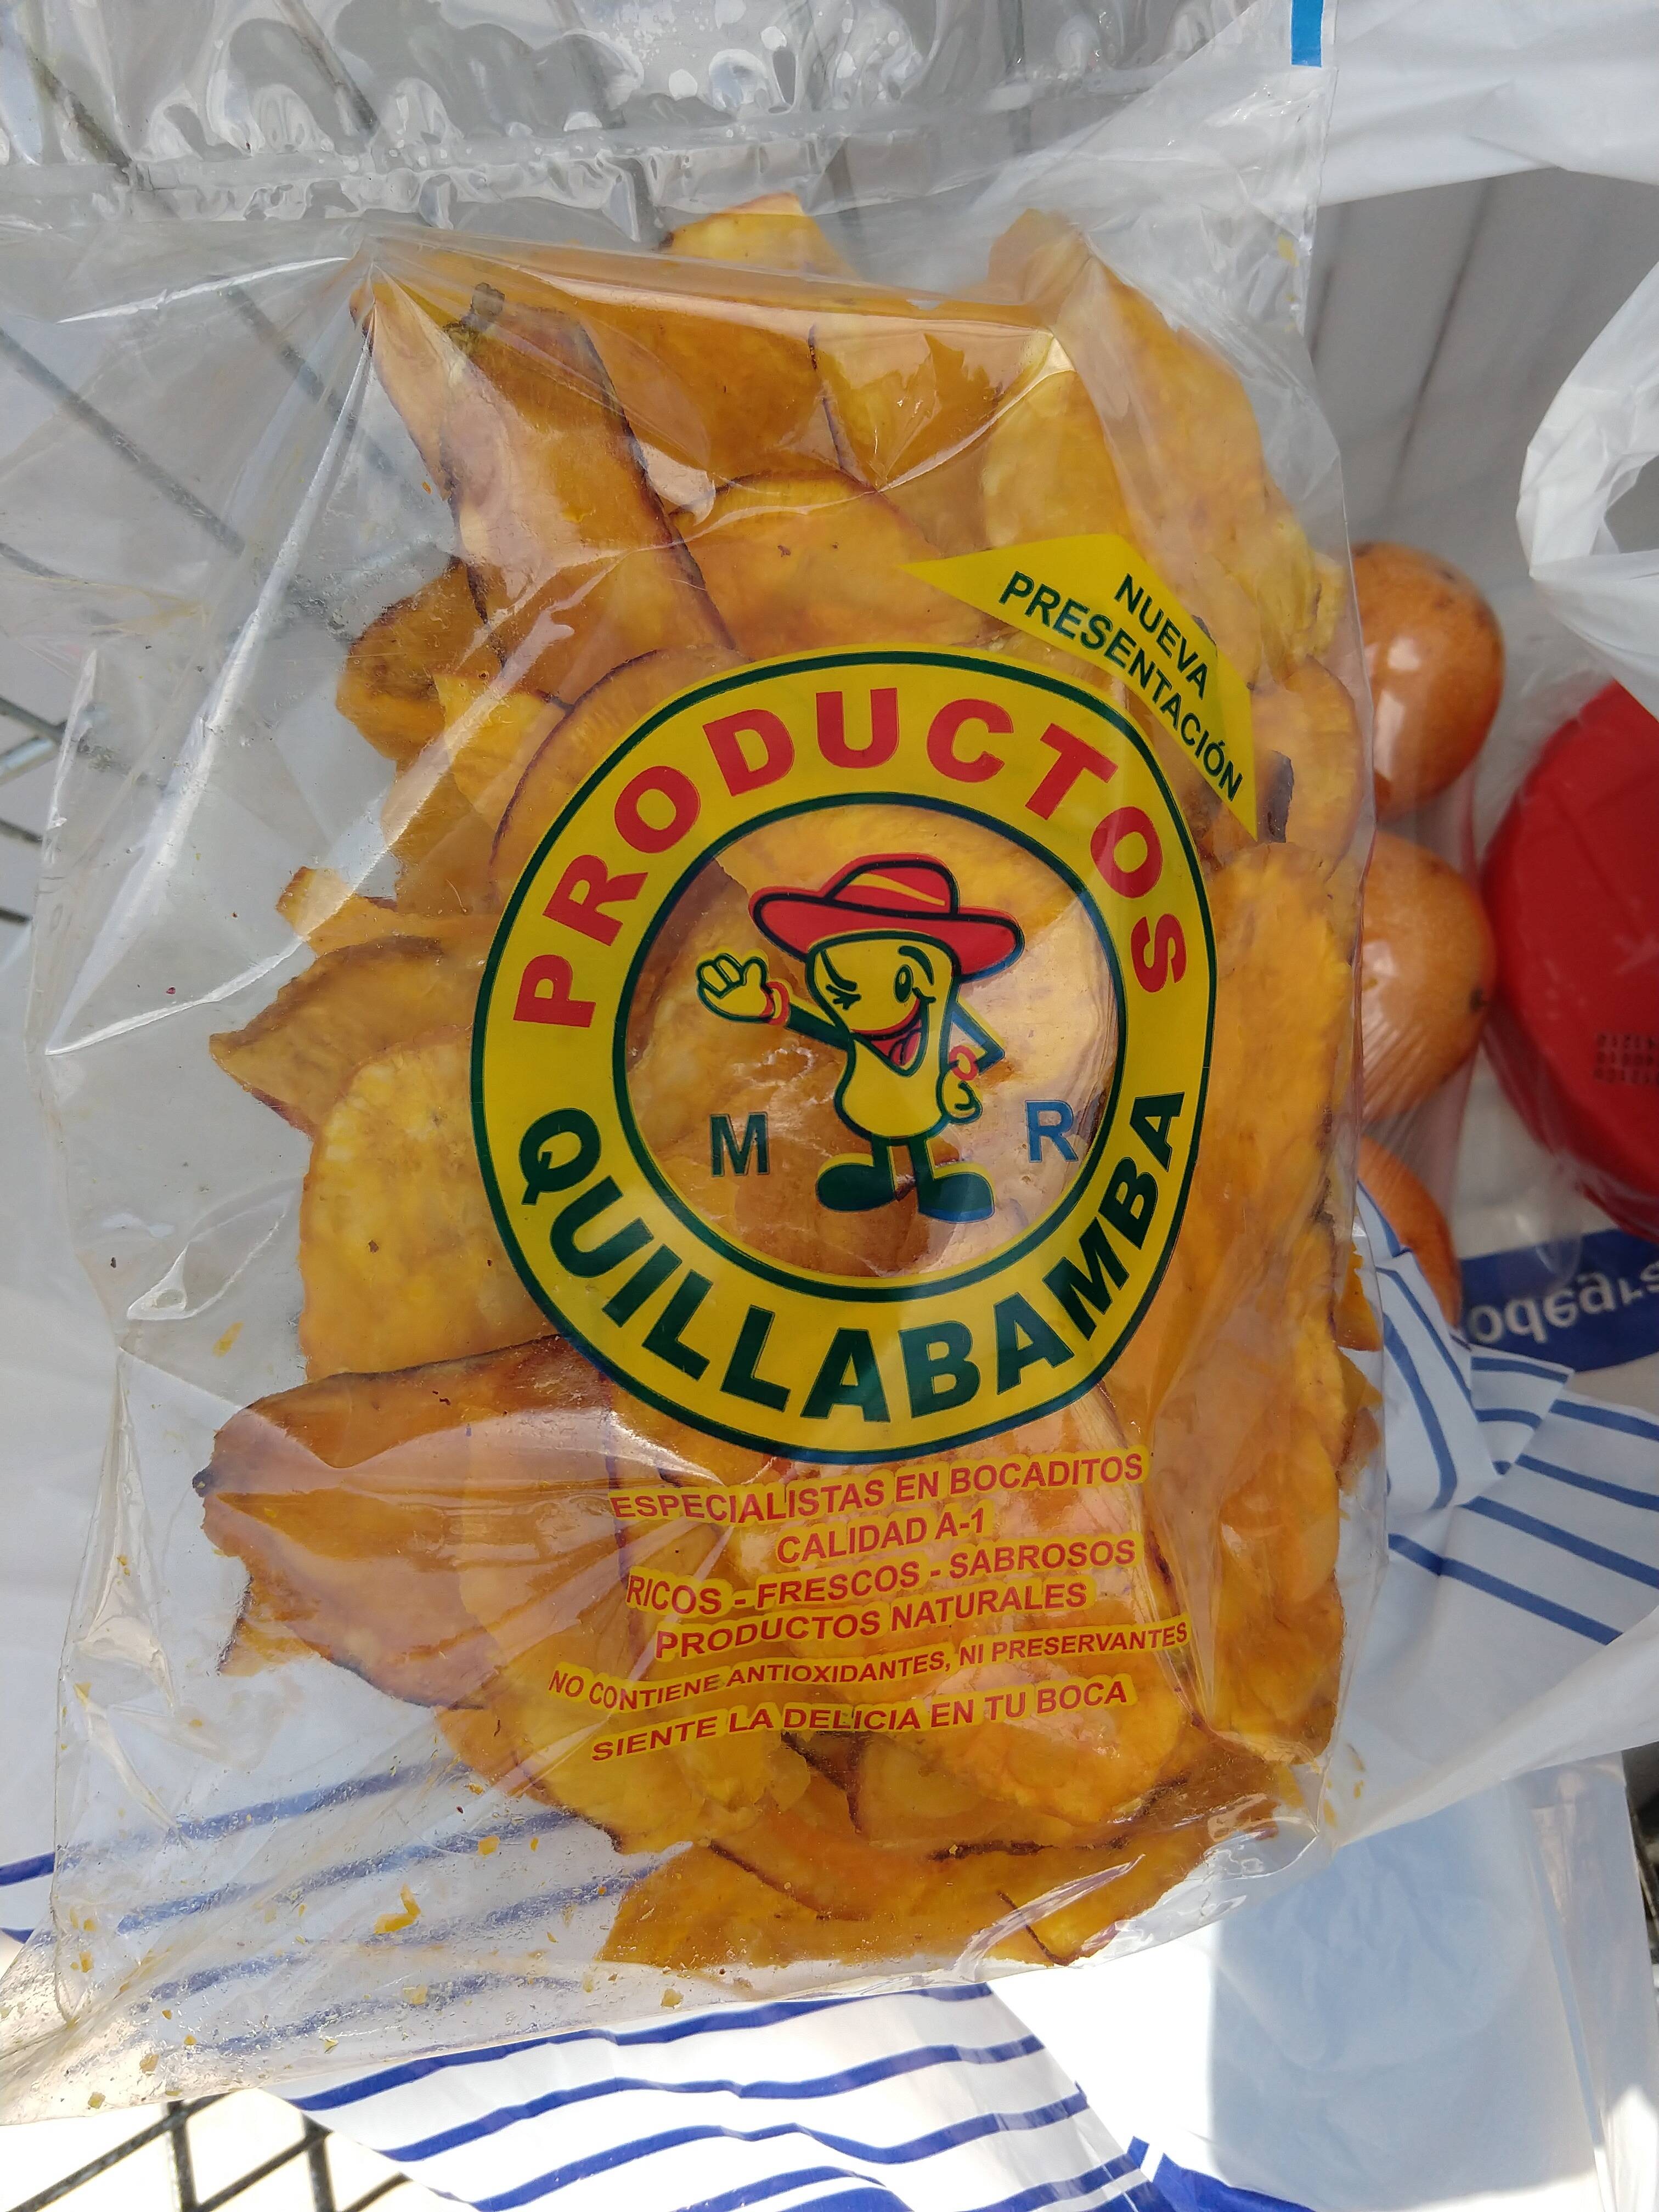 NUEVA
PRESENTACIÓN
PRODUCTOS
M R
QUILLABAMBA
ESPECIALISTAS EN BOCADITOS
CALIDAD A-1
RICOS - FRESCOS - SABROSOS
PRODUCTOS NATURALES
NO CONTIENE ANTIOXIDANTES, NI PRESERVANTES
SIENTE LA DELICIA EN TU BOCA